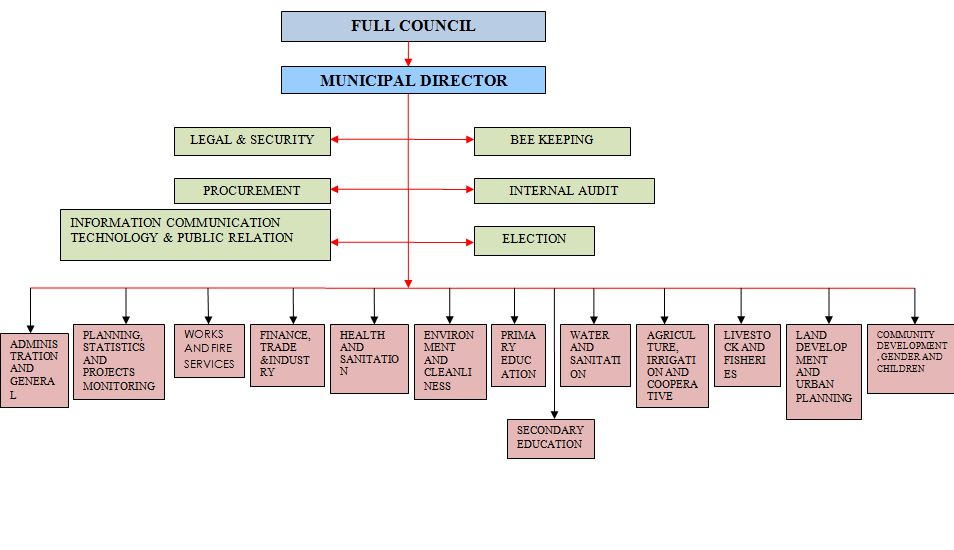 FULL COUNCIL
MUNICIPAL DIRECTOR
LEGAL & SECURITY
BEE KEEPING
PROCUREMENT
INTERNAL AUDIT
INFORMATION COMMUNICATION
TECHNOLOGY & PUBLIC RELATION
ELECTION
ADMINIS
TRATION
AND
GENERA
L
PLANNING,
STATISTICS
AND
PROJECTS
MONITORING
WORKS
AND FIRE
SERVICES
FINANCE,
TRADE
&INDUST
RY
HEALTH
AND
SANITATIO
N
ENVIRON
MENT
AND
CLEANLI
NESS
PRIMA
RY
EDUC
ATION
WATER
AND
SANITATI
ON
AGRICUL
TURE,
IRRIGATI
ON AND
COOPERA
TIVE
LIVESTO
CK AND
FISHERI
ES
LAND
DEVELOP
MENT
AND
URBAN
PLANNING
COMMUNITY
DEVELOPMENT
, GENDER AND
CHILDREN
SECONDARY
EDUCATION